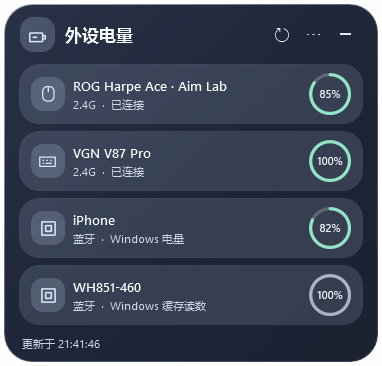 外设电量
ROG Harpe Ace · Aim Lab
2.4G · 已连接
85%
VGN V87 Pro
2.4G · 已连接
100%
iPhone
蓝牙 · Windows 电量
82%
WH851-460
蓝牙 · Windows 缓存读数
100%
更新于 21:41:46